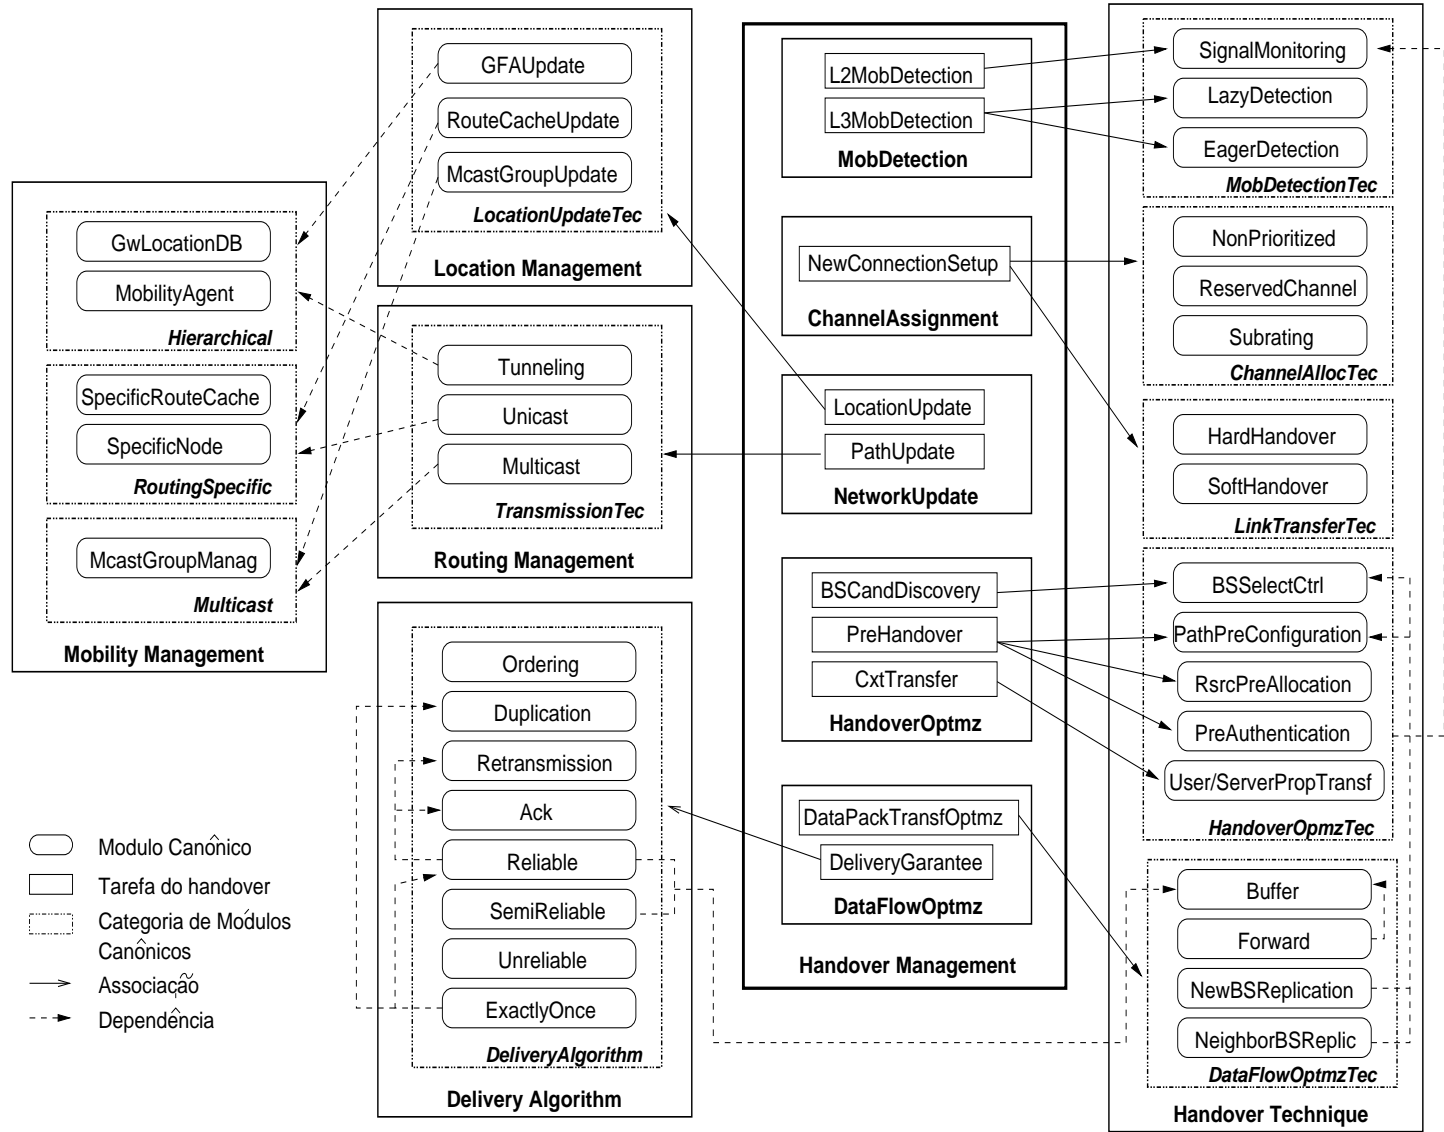 GwLocationDB
MobilityAgent
Hierarchical
SpecificRouteCache
SpecificNode
RoutingSpecific
McastGroupManag
Multicast
Mobility Management
GFAUpdate
RouteCacheUpdate
McastGroupUpdate
LocationUpdateTec
Location Management
Tunneling
Unicast
Multicast
TransmissionTec
Routing Management
Ordering
Duplication
Retransmission
Ack
Reliable
SemiReliable
Unreliable
ExactlyOnce
DeliveryAlgorithm
Delivery Algorithm
L2MobDetection
L3MobDetection
MobDetection
NewConnectionSetup
ChannelAssignment
LocationUpdate
PathUpdate
NetworkUpdate
BSCandDiscovery
PreHandover
CxtTransfer
HandoverOptmz
DataPackTransfOptmz
DeliveryGarantee
DataFlowOptmz
Handover Management
SignalMonitoring
LazyDetection
EagerDetection
MobDetectionTec
NonPrioritized
ReservedChannel
Subrating
ChannelAllocTec
HardHandover
SoftHandover
LinkTransferTec
BSSelectCtrl
PathPreConfiguration
RsrcPreAllocation
PreAuthentication
User/ServerPropTransf
HandoverOpmzTec
Buffer
Forward
NewBSReplication
NeighborBSReplic
DataFlowOptmzTec
Handover Technique
Modulo Canônico
Tarefa do handover
Categoria de Módulos
Canônicos
Associação
Dependência